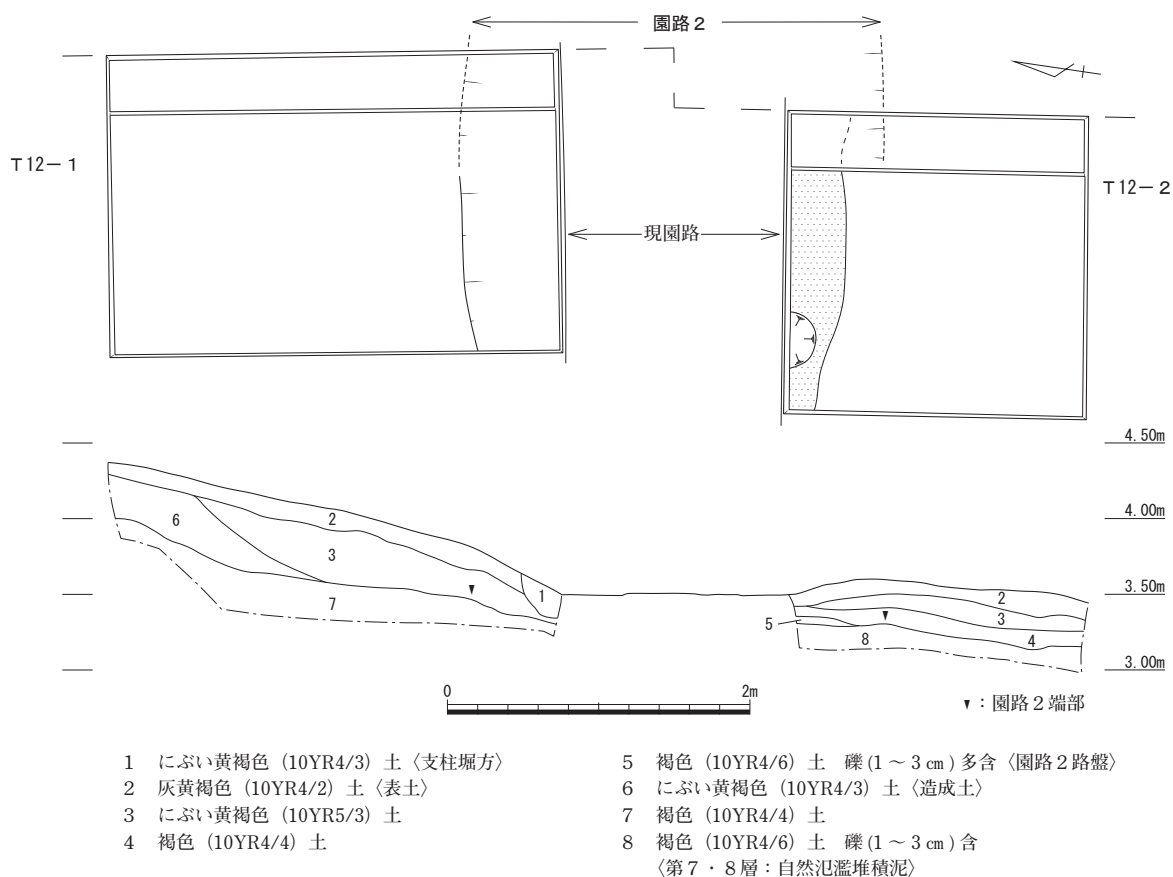 園路2
T12-1
T12-2
現園路
4.50m
4.00m
3.50m
3.00m
6
2
3
7
1
5
2
3
4
8
0
2m
▼：園路2端部
1 にぶい黄褐色 (10YR4/3) 土〈支柱堀方〉
2 灰黄褐色 (10YR4/2) 土〈表土〉
3 にぶい黄褐色 (10YR5/3) 土
4 褐色 (10YR4/4) 土
5 褐色 (10YR4/6) 土 礫(1～3㎝)多含〈園路2路盤〉
6 にぶい黄褐色 (10YR4/3) 土〈造成土〉
7 褐色 (10YR4/4) 土
8 褐色 (10YR4/6) 土 礫(1～3㎝)含
〈第7・8層：自然氾濫堆積泥〉